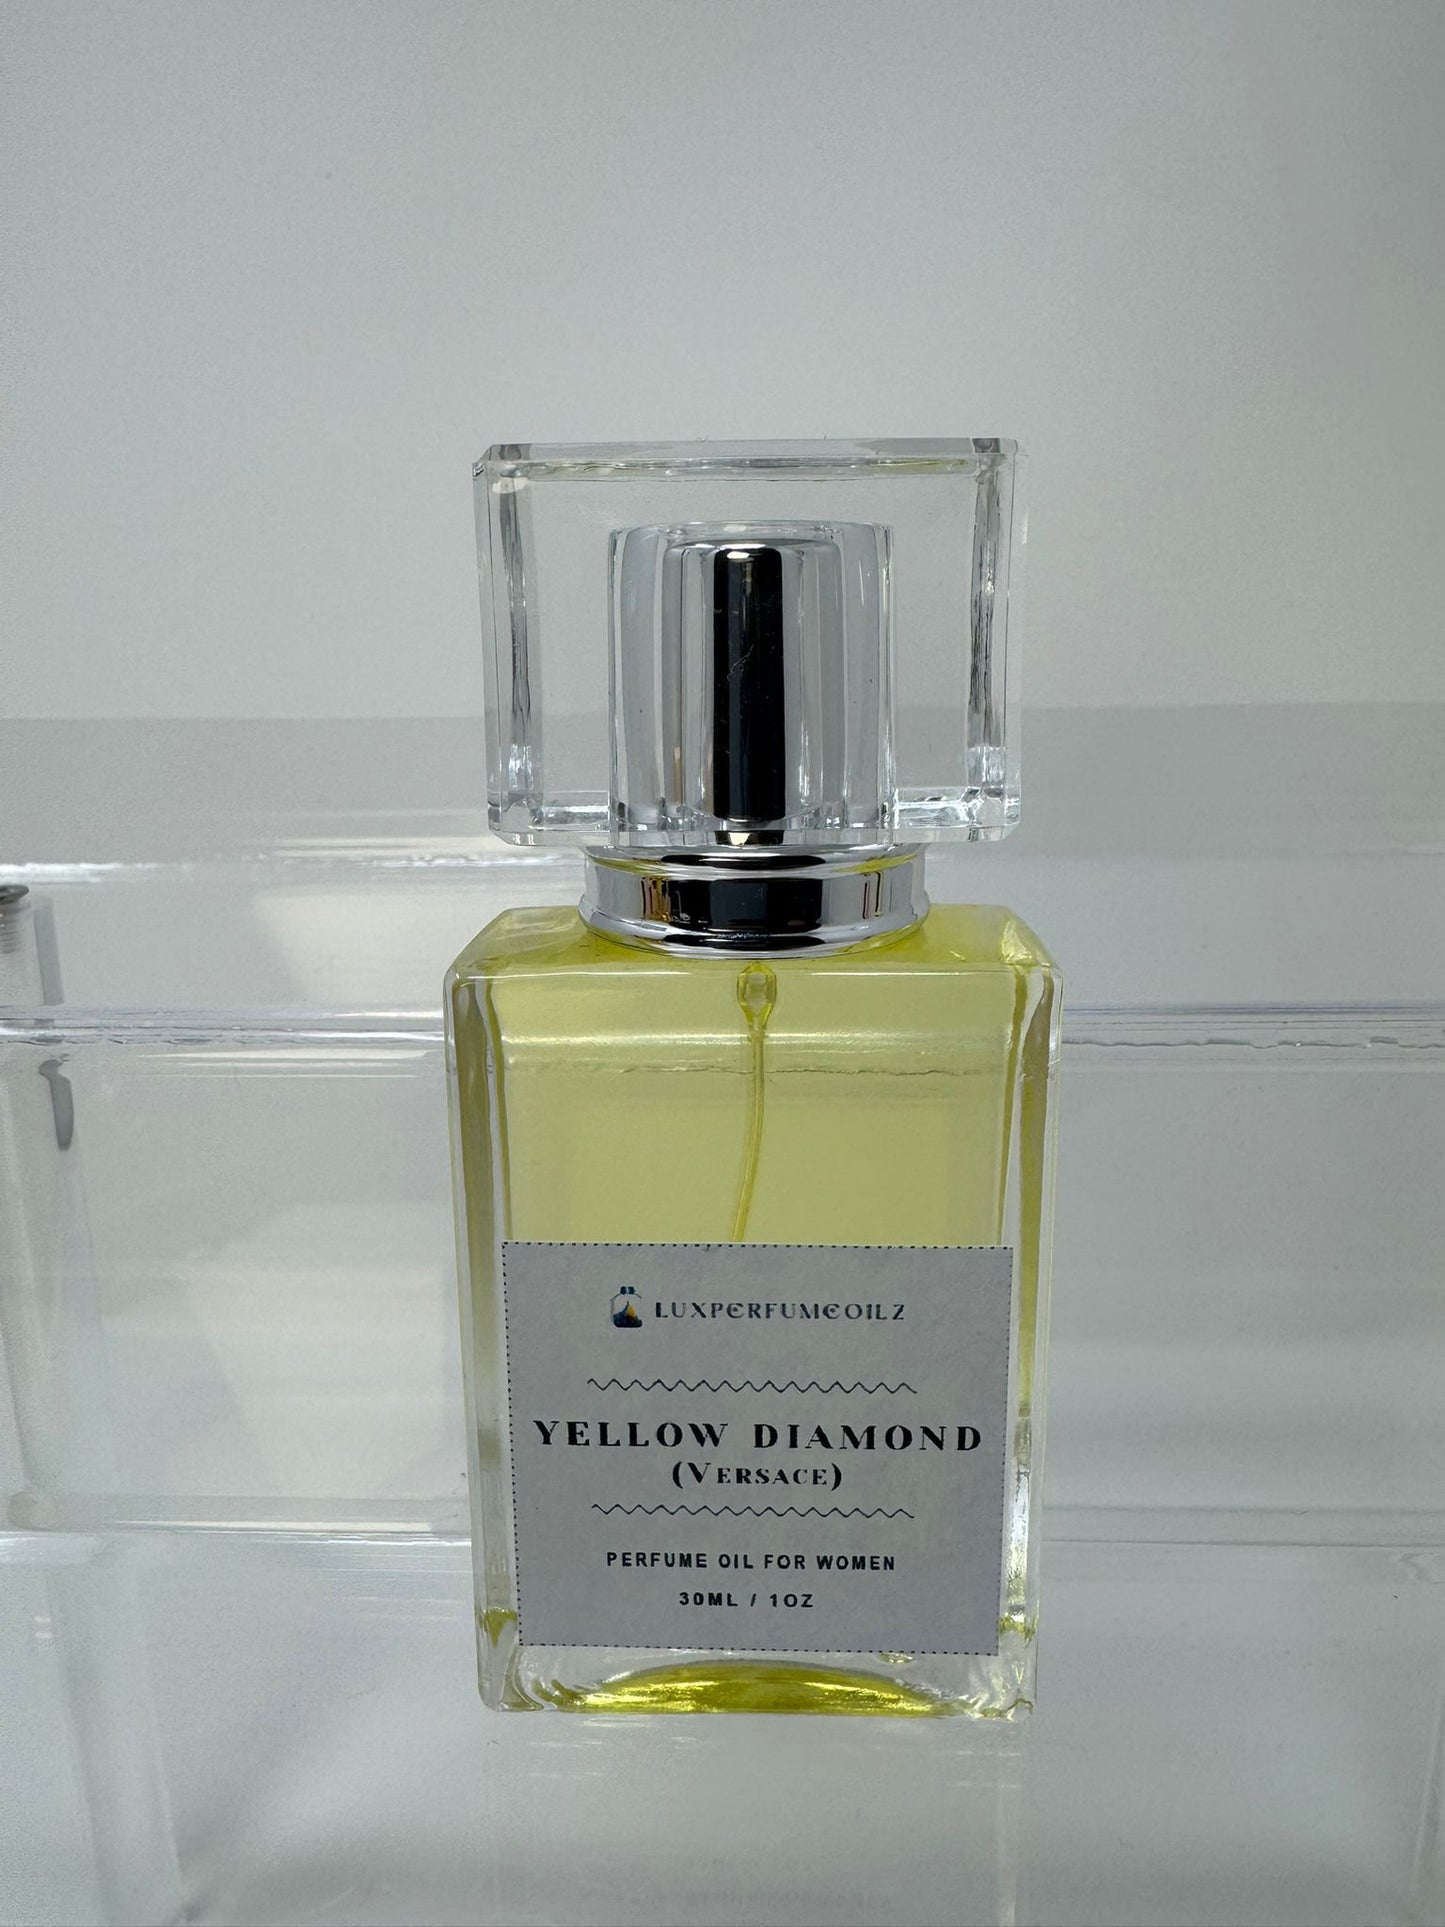 LUXPERFUMEOILZ
YELLOW DIAMOND
(VERSACE)
PERFUME OIL FOR WOMEN
30ML / 1OZ